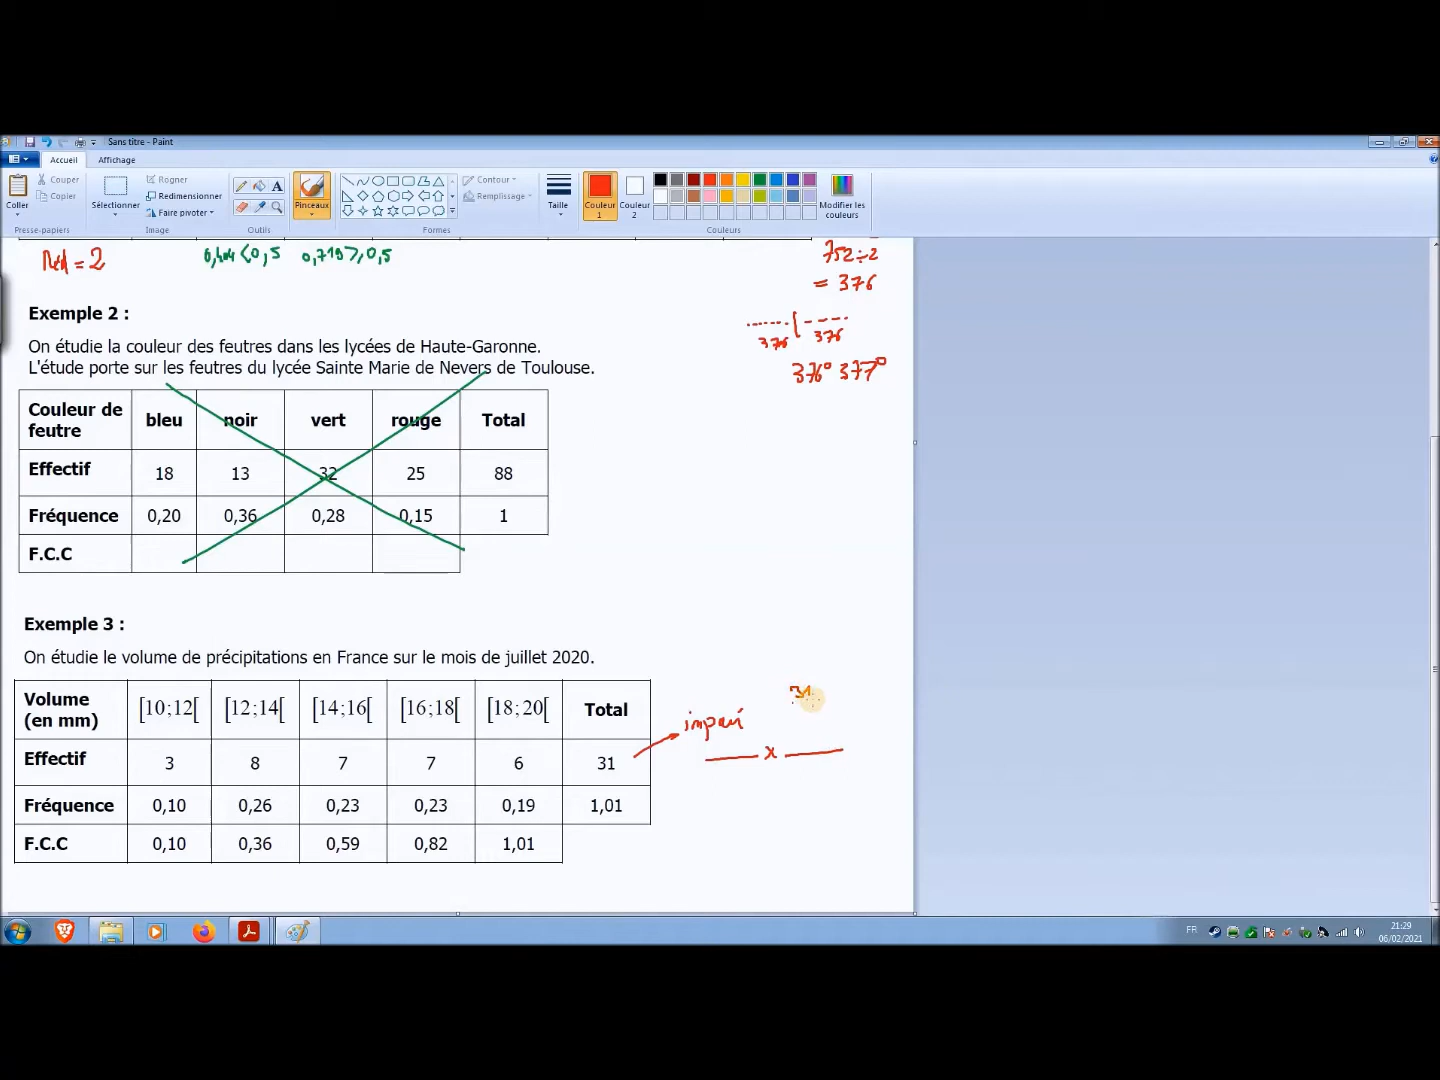 Sans titre - Paint
Accueil Affichage
Coller
Couper
Copier
Presse-papiers
Sélectionner
Rogner
Redimensionner
Faire pivoter
Image
A
Outils
Pinceaux
Contour
Remplissage
Formes
Taille
Couleur 1
Couleur 2
Modifier les couleurs
Couleurs
Méd = 2
<0,5 0,719 > 0,5
752÷2
= 376
376 376
376° 377°
Exemple 2 :
On étudie la couleur des feutres dans les lycées de Haute-Garonne.
L'étude porte sur les feutres du lycée Sainte Marie de Nevers de Toulouse.
Couleur de feutre bleu noir vert rouge Total
Effectif 18 13 32 25 88
Fréquence 0,20 0,36 0,28 0,15 1
F.C.C
Exemple 3 :
On étudie le volume de précipitations en France sur le mois de juillet 2020.
Volume (en mm) [10;12[ [12;14[ [14;16[ [16;18[ [18;20[ Total
Effectif 3 8 7 7 6 31
Fréquence 0,10 0,26 0,23 0,23 0,19 1,01
F.C.C 0,10 0,36 0,59 0,82 1,01
impair
31
x
FR
21:29
06/02/2021